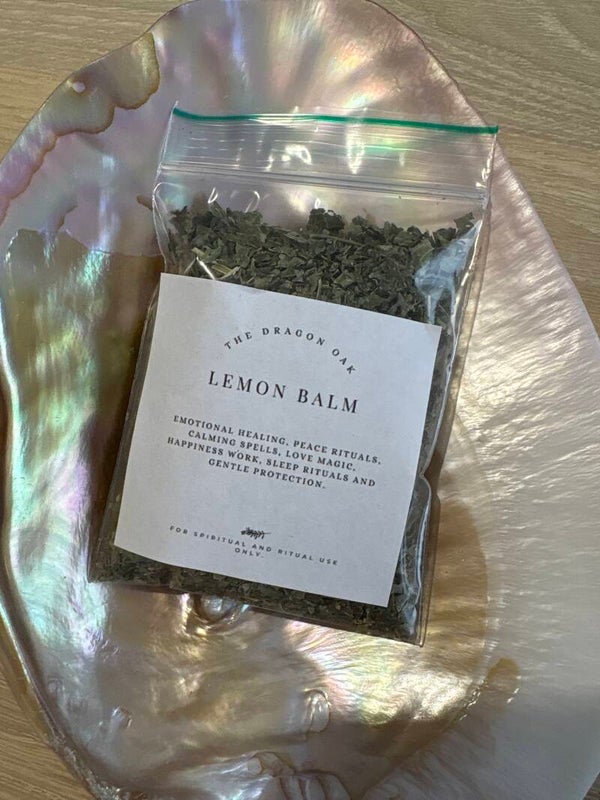 THE DRAGON OAK
LEMON BALM
EMOTIONAL HEALING, PEACE RITUALS,
CALMING SPELLS, LOVE MAGIC,
HAPPINESS WORK, SLEEP RITUALS AND
GENTLE PROTECTION.
FOR SPIRITUAL AND RITUAL USE
ONLY.